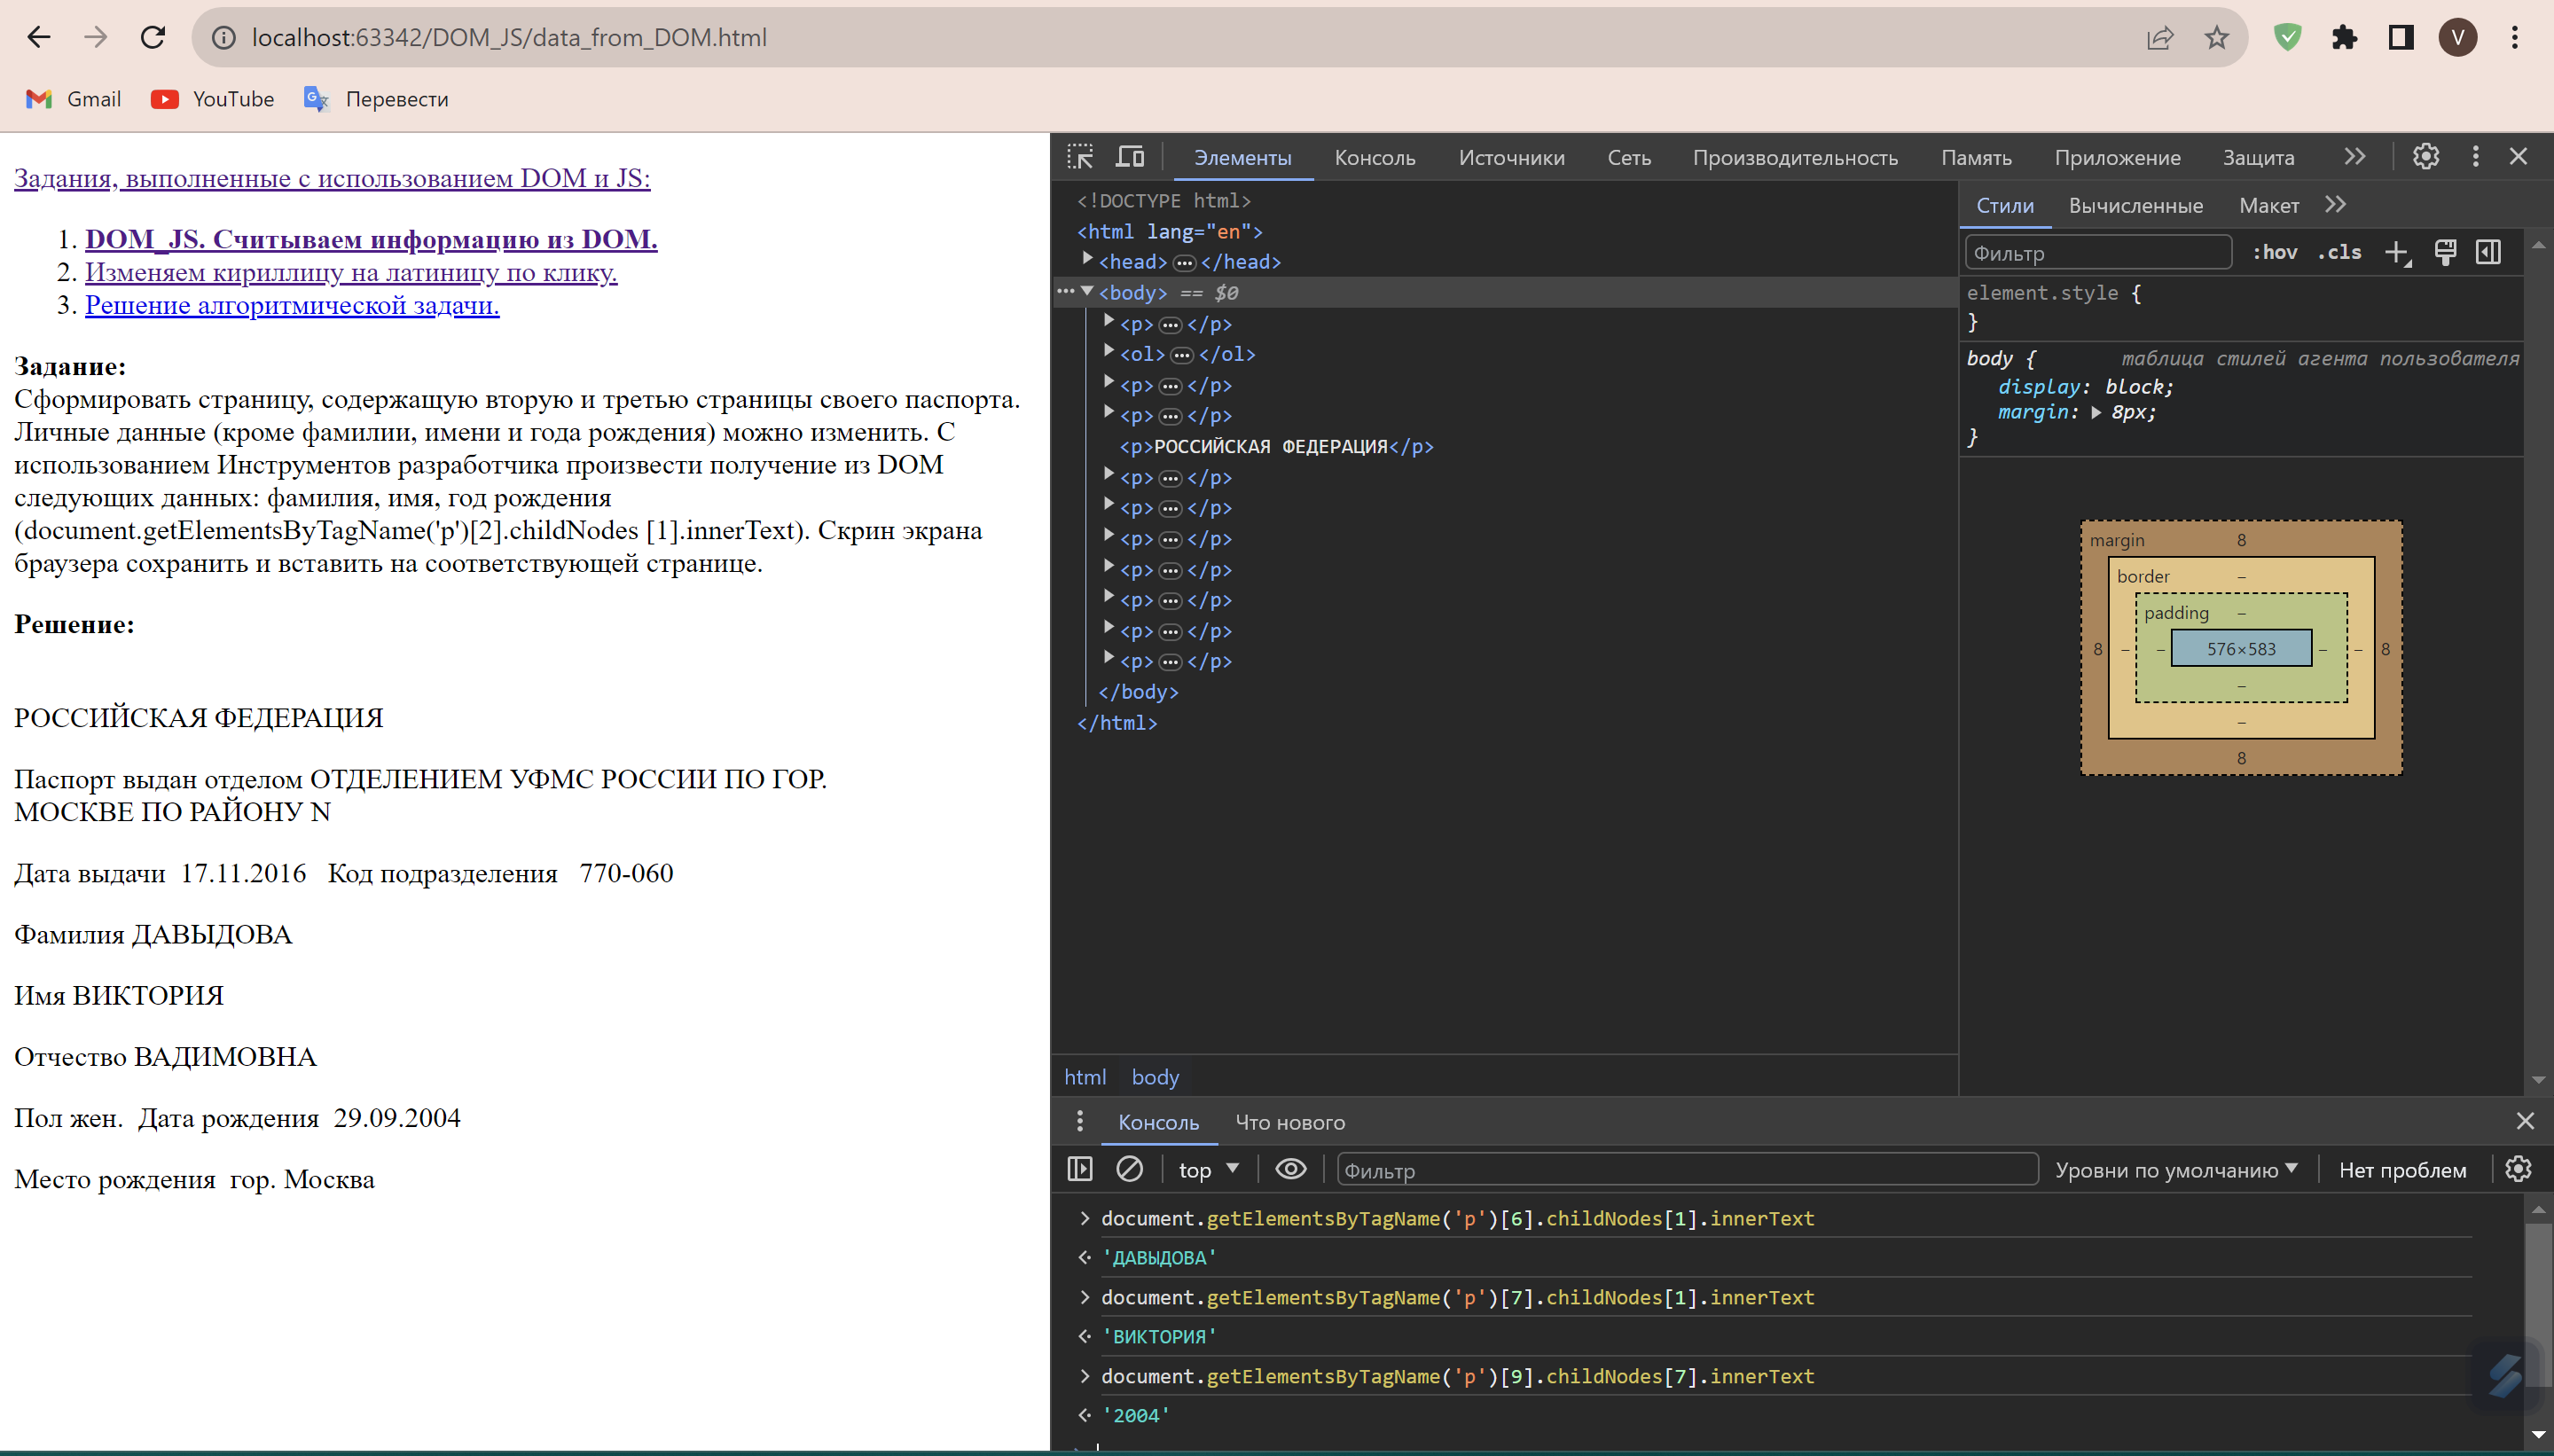 localhost:63342/DOM_JS/data_from_DOM.html
V
Gmail
YouTube
Перевести
Задания, выполненные с использованием DOM и JS:
1. DOM_JS. Считываем информацию из DOM.
2. Изменяем кириллицу на латиницу по клику.
3. Решение алгоритмической задачи.
Задание:
Сформировать страницу, содержащую вторую и третью страницы своего паспорта.
Личные данные (кроме фамилии, имени и года рождения) можно изменить. С
использованием Инструментов разработчика произвести получение из DOM
следующих данных: фамилия, имя, год рождения
(document.getElementsByTagName('p')[2].childNodes [1].innerText). Скрин экрана
браузера сохранить и вставить на соответствующей странице.
Решение:
РОССИЙСКАЯ ФЕДЕРАЦИЯ
Паспорт выдан отделом ОТДЕЛЕНИЕМ УФМС РОССИИ ПО ГОР.
МОСКВЕ ПО РАЙОНУ N
Дата выдачи 17.11.2016 Код подразделения 770-060
Фамилия ДАВЫДОВА
Имя ВИКТОРИЯ
Отчество ВАДИМОВНА
Пол жен. Дата рождения 29.09.2004
Место рождения гор. Москва
Элементы Консоль Источники Сеть Производительность Память Приложение Защита
<!DOCTYPE html>
<html lang="en">
<head>…</head>
<body> == $0
<p>…</p>
<ol>…</ol>
<p>…</p>
<p>…</p>
<p>РОССИЙСКАЯ ФЕДЕРАЦИЯ</p>
<p>…</p>
<p>…</p>
<p>…</p>
<p>…</p>
<p>…</p>
<p>…</p>
<p>…</p>
</body>
</html>
html body
Стили Вычисленные Макет
Фильтр :hov .cls
element.style {
}
body { таблица стилей агента пользователя
display: block;
margin: 8px;
}
margin 8
border –
padding –
8 – – 576×583 – – 8
–
–
8
Консоль Что нового
top Фильтр Уровни по умолчанию Нет проблем
document.getElementsByTagName('p')[6].childNodes[1].innerText
'ДАВЫДОВА'
document.getElementsByTagName('p')[7].childNodes[1].innerText
'ВИКТОРИЯ'
document.getElementsByTagName('p')[9].childNodes[7].innerText
'2004'